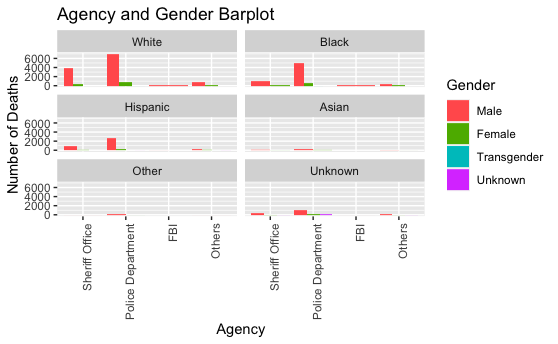 Agency and Gender Barplot
Number of Deaths
White
Black
6000
4000
2000
0
Hispanic
Asian
6000
4000
2000
0
Other
Unknown
6000
4000
2000
0
Sheriff Office
Police Department
FBI
Others
Sheriff Office
Police Department
FBI
Others
Agency
Gender
Male
Female
Transgender
Unknown